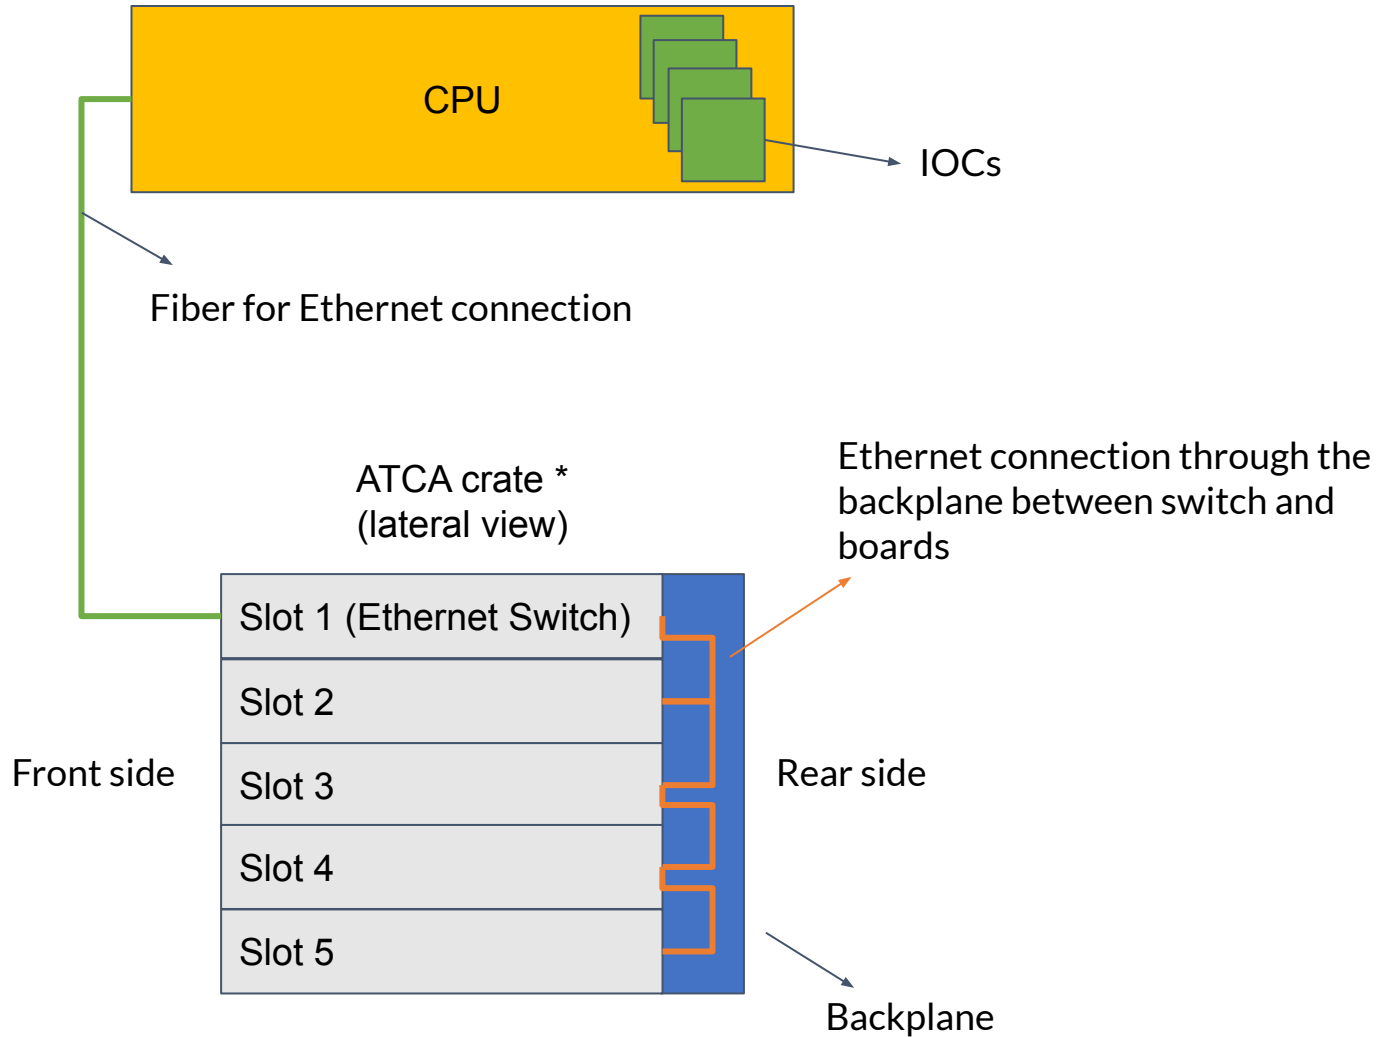 CPU
IOCs
Fiber for Ethernet connection
ATCA crate *
(lateral view)
Ethernet connection through the
backplane between switch and
boards
Slot 1 (Ethernet Switch)
Slot 2
Slot 3
Slot 4
Slot 5
Front side
Rear side
Backplane